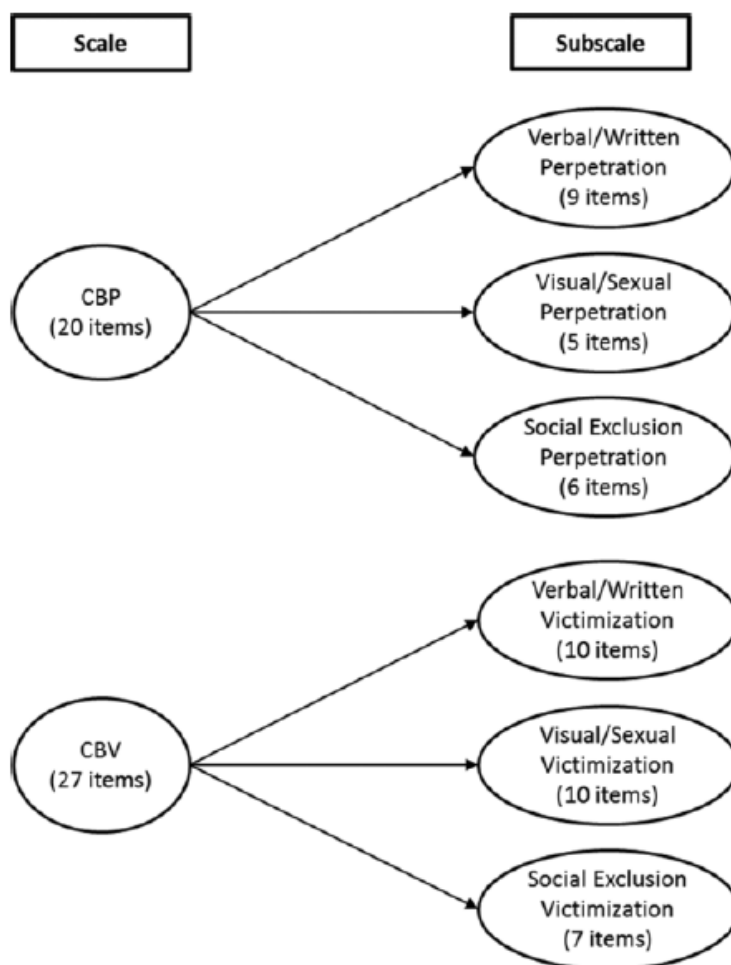 Scale
Subscale
Verbal/Written
Perpetration
(9 items)
CBP
(20 items)
Visual/Sexual
Perpetration
(5 items)
Social Exclusion
Perpetration
(6 items)
Verbal/Written
Victimization
(10 items)
CBV
(27 items)
Visual/Sexual
Victimization
(10 items)
Social Exclusion
Victimization
(7 items)